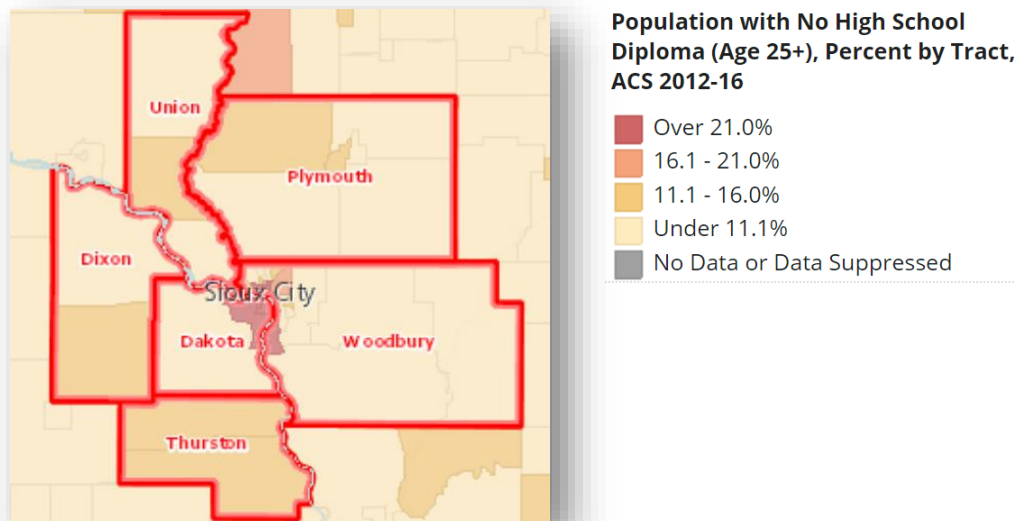 Union
Plymouth
Dixon
Sioux City
Dakota
Woodbury
Thurston
Population with No High School
Diploma (Age 25+), Percent by Tract,
ACS 2012-16
Over 21.0%
16.1 - 21.0%
11.1 - 16.0%
Under 11.1%
No Data or Data Suppressed